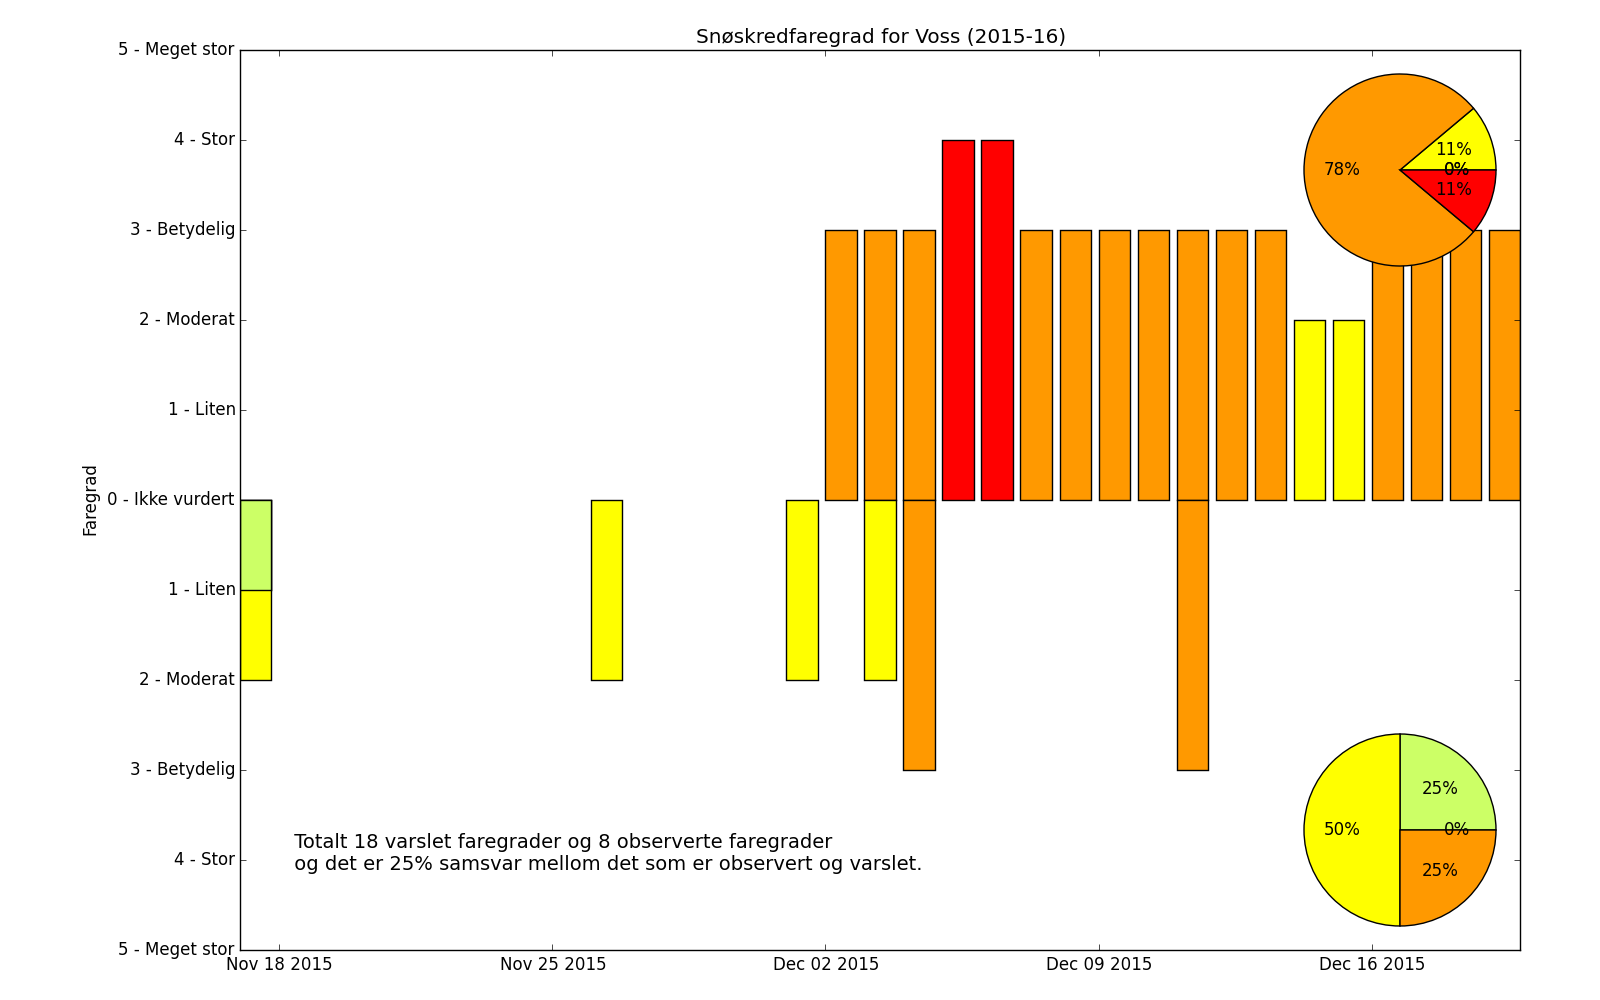 Snøskredfaregrad for Voss (2015-16)
5 - Meget stor
4 - Stor
3 - Betydelig
2 - Moderat
1 - Liten
0 - Ikke vurdert
1 - Liten
2 - Moderat
3 - Betydelig
4 - Stor
5 - Meget stor
Faregrad
78%
11%
0%
11%
50%
25%
0%
25%
Totalt 18 varslet faregrader og 8 observerte faregrader
og det er 25% samsvar mellom det som er observert og varslet.
Nov 18 2015
Nov 25 2015
Dec 02 2015
Dec 09 2015
Dec 16 2015